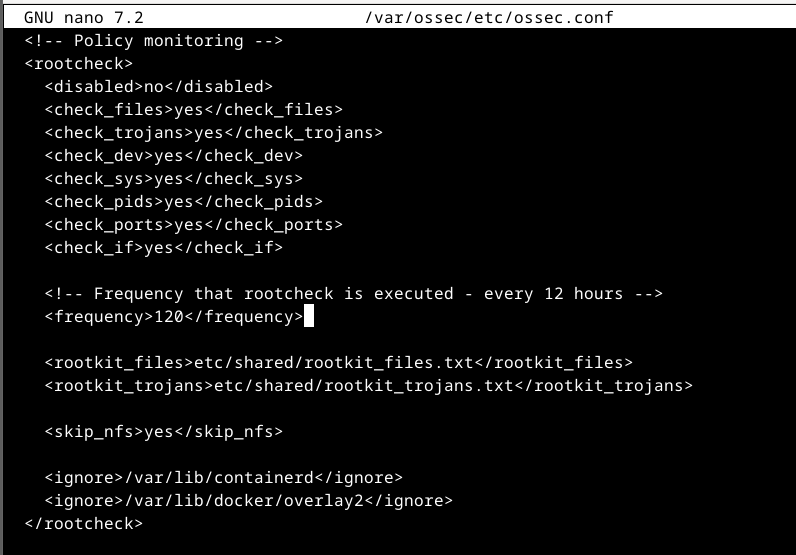 GNU nano 7.2 /var/ossec/etc/ossec.conf
<!-- Policy monitoring -->
<rootcheck>
<disabled>no</disabled>
<check_files>yes</check_files>
<check_trojans>yes</check_trojans>
<check_dev>yes</check_dev>
<check_sys>yes</check_sys>
<check_pids>yes</check_pids>
<check_ports>yes</check_ports>
<check_if>yes</check_if>
<!-- Frequency that rootcheck is executed - every 12 hours -->
<frequency>120</frequency>
<rootkit_files>etc/shared/rootkit_files.txt</rootkit_files>
<rootkit_trojans>etc/shared/rootkit_trojans.txt</rootkit_trojans>
<skip_nfs>yes</skip_nfs>
<ignore>/var/lib/containerd</ignore>
<ignore>/var/lib/docker/overlay2</ignore>
</rootcheck>